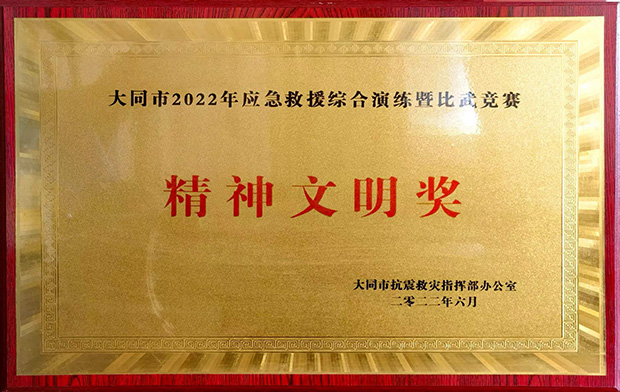 大同市2022年应急救援综合演练暨比武竞赛
精神文明奖
大同市抗震救灾指挥部办公室
二零二二年六月